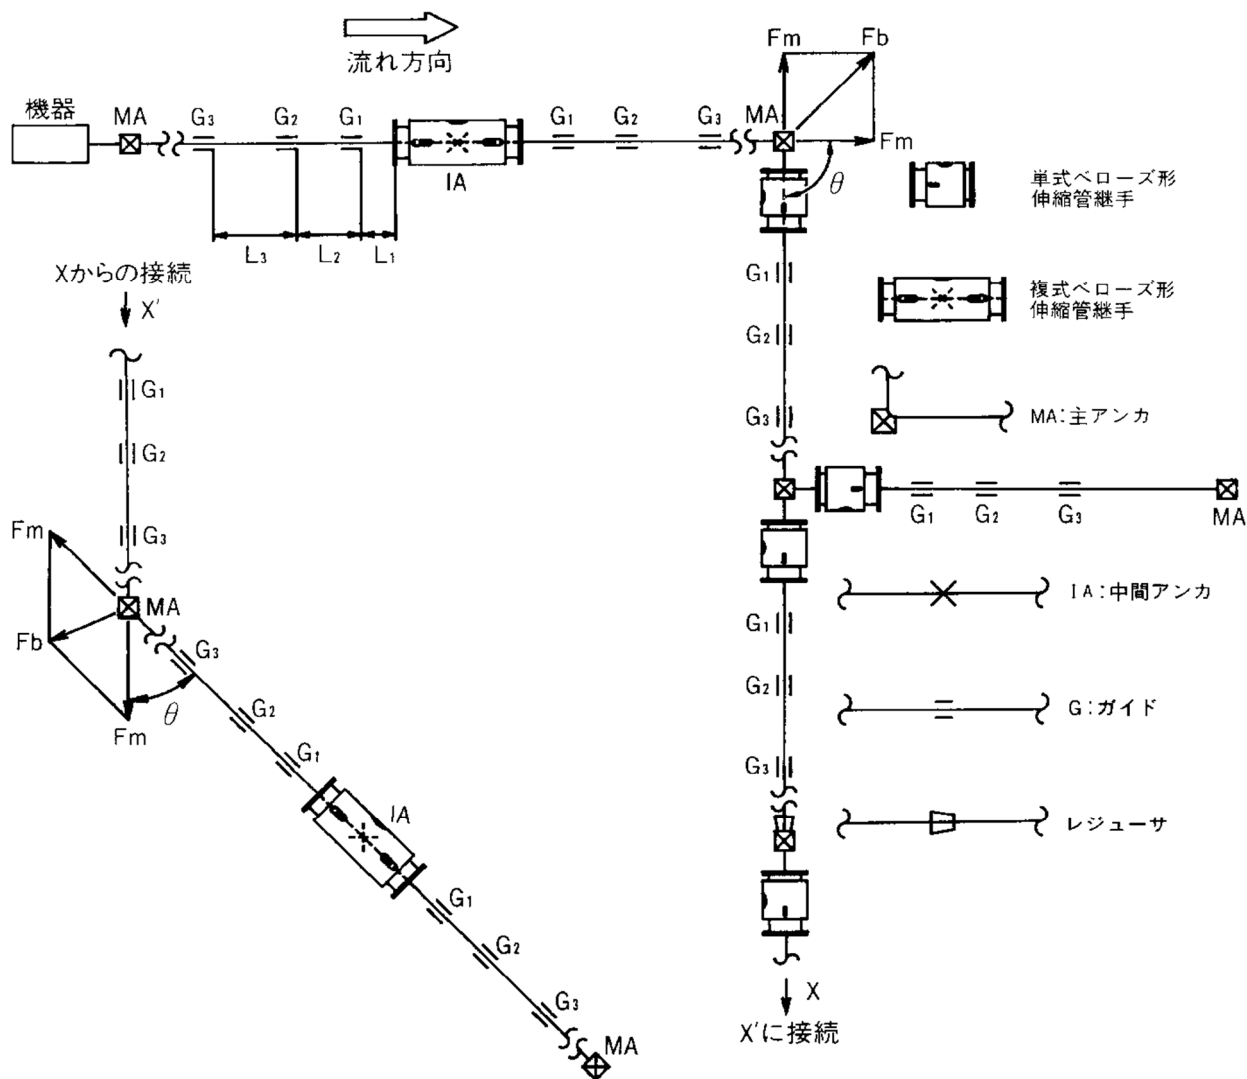 流れ方向
機器
MA
G3
G2
G1
IA
G1
G2
G3
MA
Fm
Fb
Fm
θ
L3
L2
L1
単式ベローズ形
伸縮管継手
複式ベローズ形
伸縮管継手
MA:主アンカ
IA:中間アンカ
G:ガイド
レジューサ
G1
G2
G3
G1
G2
G3
MA
G1
G2
G3
X
X'に接続
Xからの接続
X'
G1
G2
G3
Fm
MA
Fb
Fm
θ
G3
G2
G1
IA
G1
G2
G3
MA